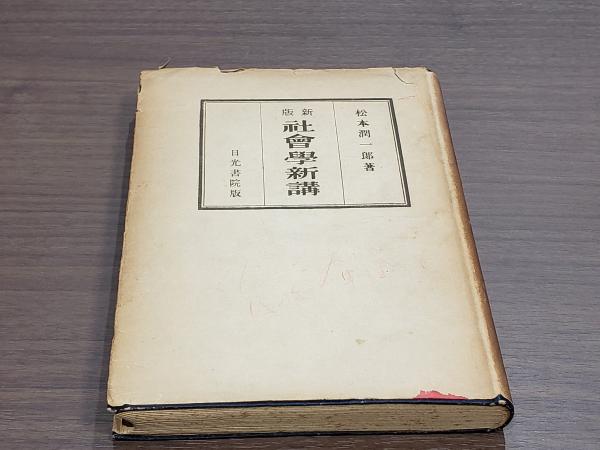 松本潤一郎著
新版
社會學新講
日光書院版